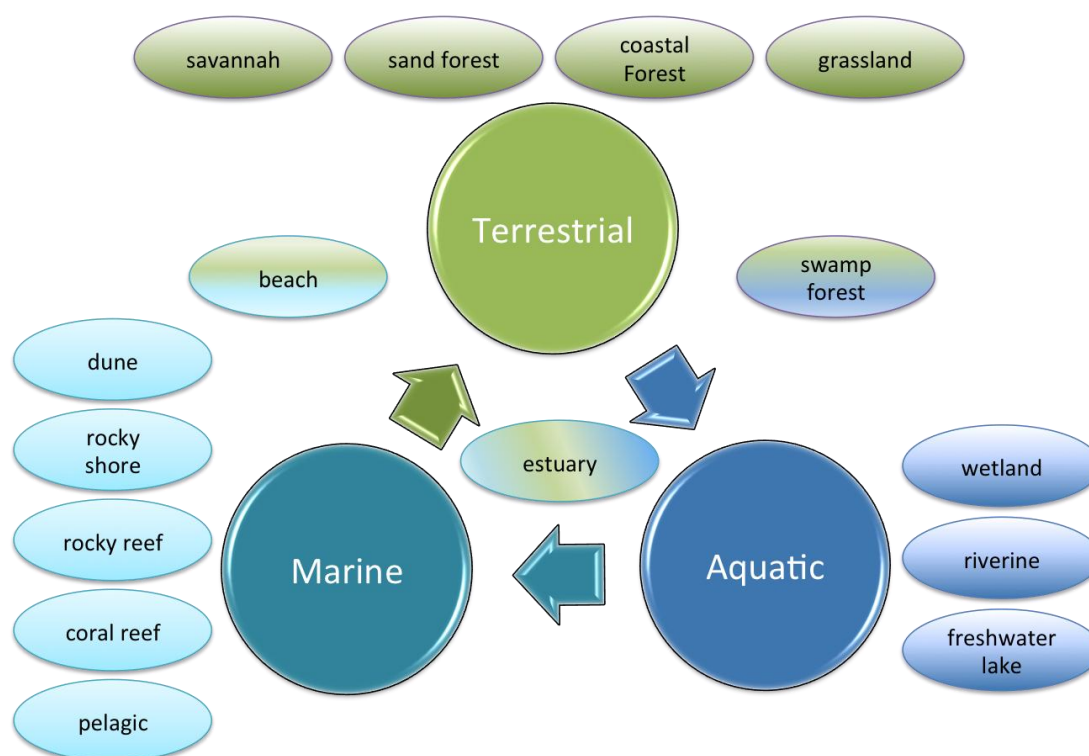 savannah
sand forest
coastal
Forest
grassland
Terrestrial
beach
swamp
forest
dune
rocky
shore
estuary
wetland
rocky reef
riverine
Marine
Aquatic
coral reef
freshwater
lake
pelagic